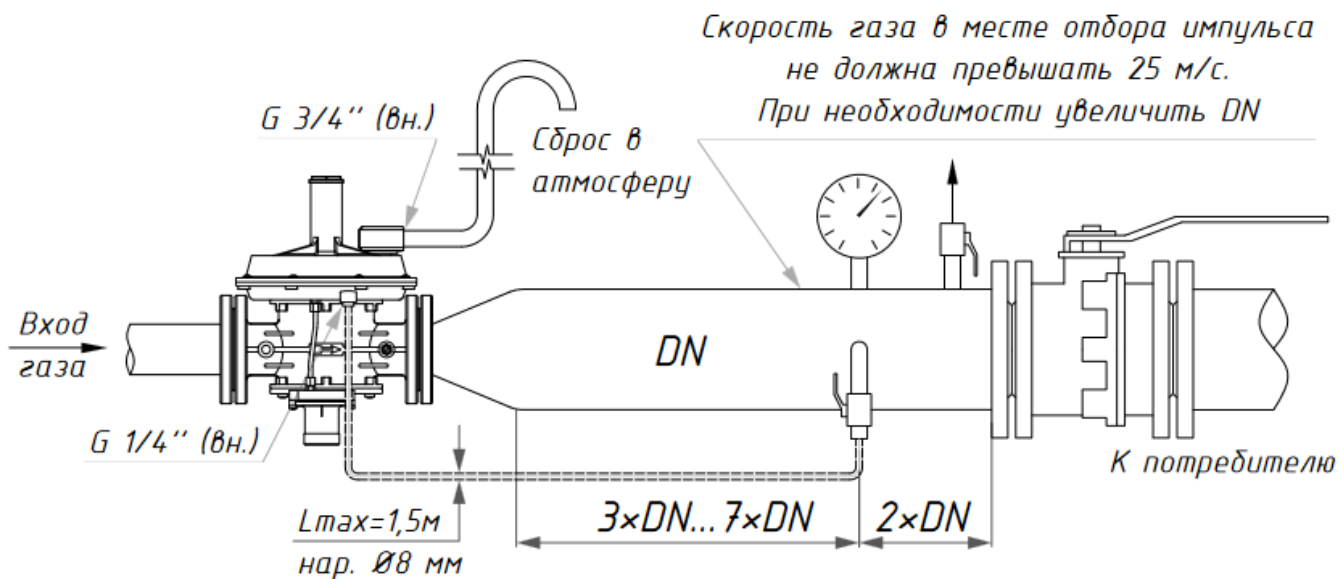 Скорость газа в месте отбора импульса
не должна превышать 25 м/с.
При необходимости увеличить DN
G 3/4'' (вн.)
Сброс в
атмосферу
Вход
газа
DN
G 1/4'' (вн.)
К потребителю
Lmax=1,5м
нар. Ø8 мм
3×DN...7×DN
2×DN